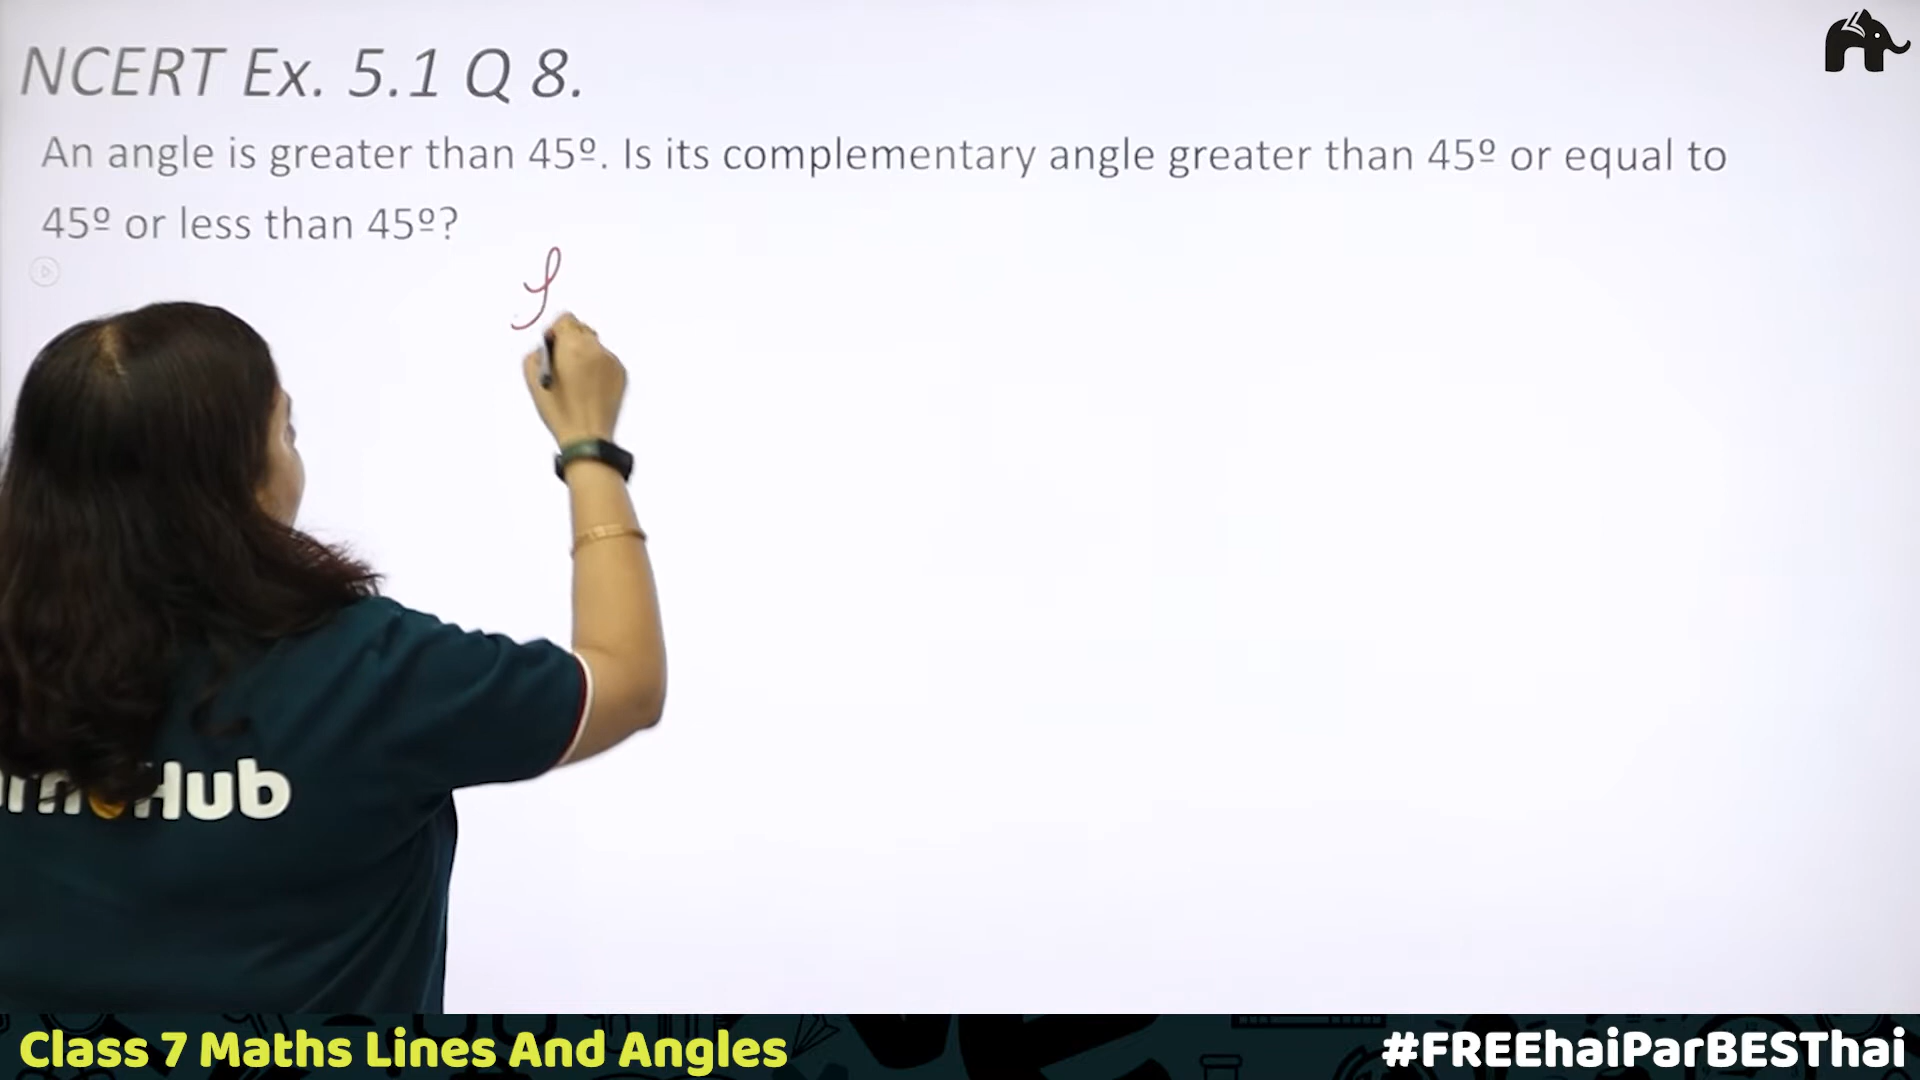 NCERT Ex. 5.1 Q 8.
An angle is greater than 45º. Is its complementary angle greater than 45º or equal to
45º or less than 45º?
Hub
Class 7 Maths Lines And Angles
#FREEhaiParBESThai